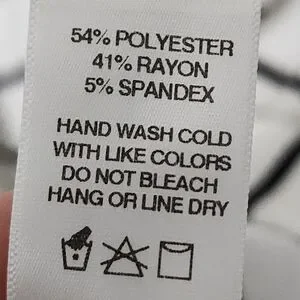 54% POLYESTER
41% RAYON
5% SPANDEX
HAND WASH COLD
WITH LIKE COLORS
DO NOT BLEACH
HANG OR LINE DRY